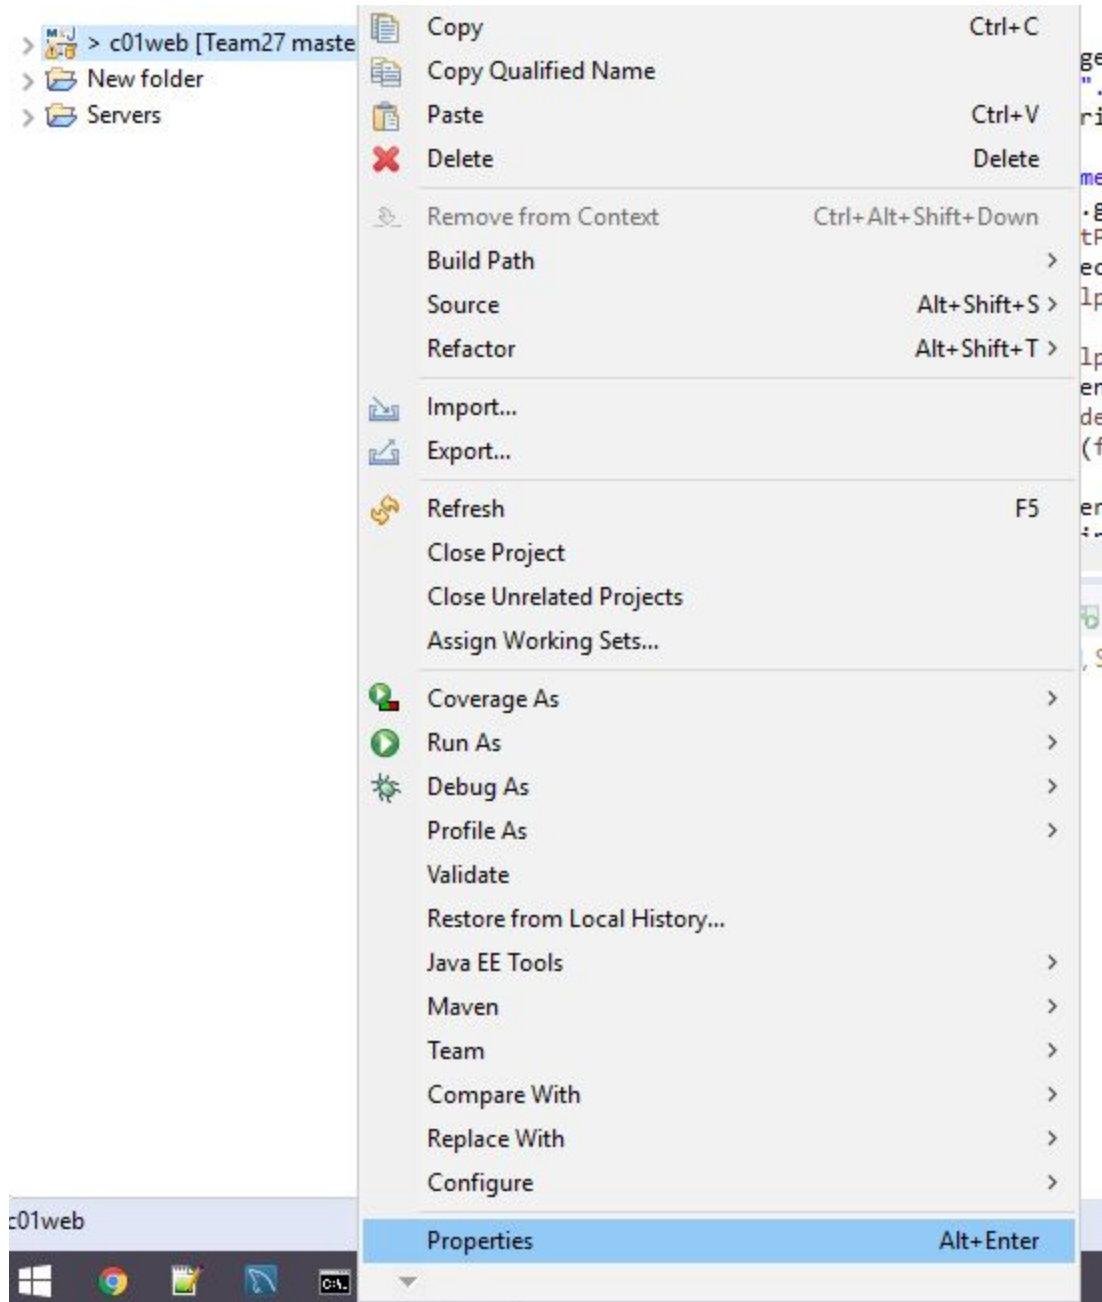 > c01web [Team27 maste
New folder
Servers
Copy Ctrl+C
Copy Qualified Name
Paste Ctrl+V
Delete Delete
Remove from Context Ctrl+Alt+Shift+Down
Build Path
Source Alt+Shift+S
Refactor Alt+Shift+T
Import...
Export...
Refresh F5
Close Project
Close Unrelated Projects
Assign Working Sets...
Coverage As
Run As
Debug As
Profile As
Validate
Restore from Local History...
Java EE Tools
Maven
Team
Compare With
Replace With
Configure
Properties Alt+Enter
c01web